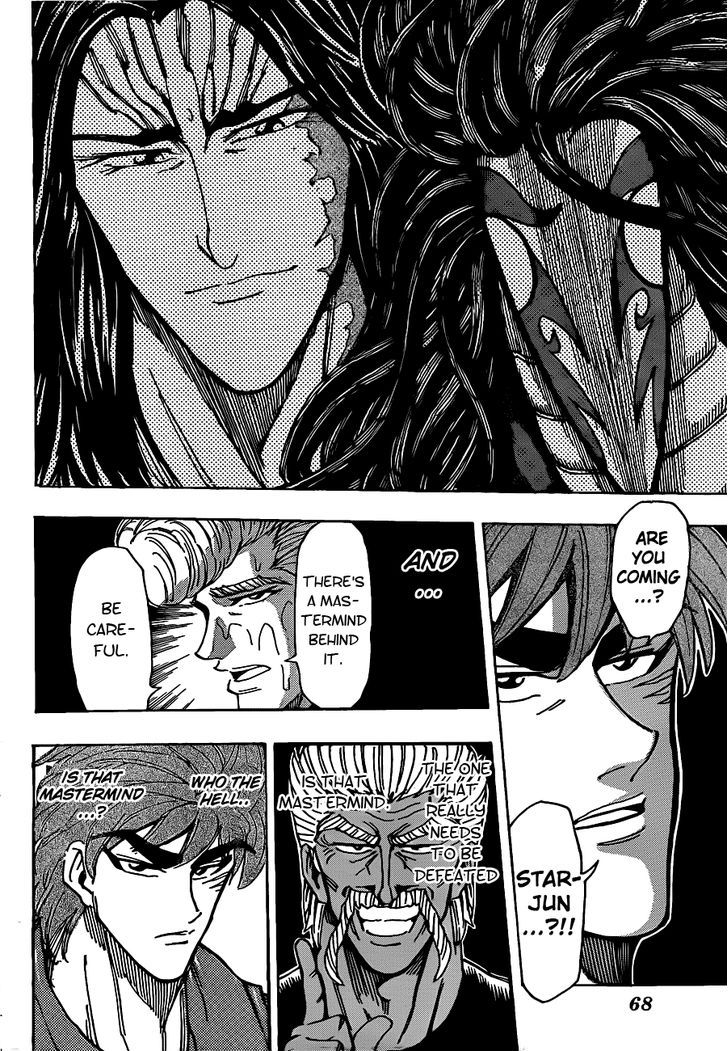 ARE
YOU
COMING
...?
STAR-
JUN
...?!!
AND
...
THERE'S
A MAS-
TERMIND
BEHIND
IT.
BE
CARE-
FUL.
THE ONE
THAT
REALLY
NEEDS
TO BE
DEFEATED
IS THAT
MASTERMIND.
WHO THE
HELL..
IS THAT
MASTERMIND
...?
68